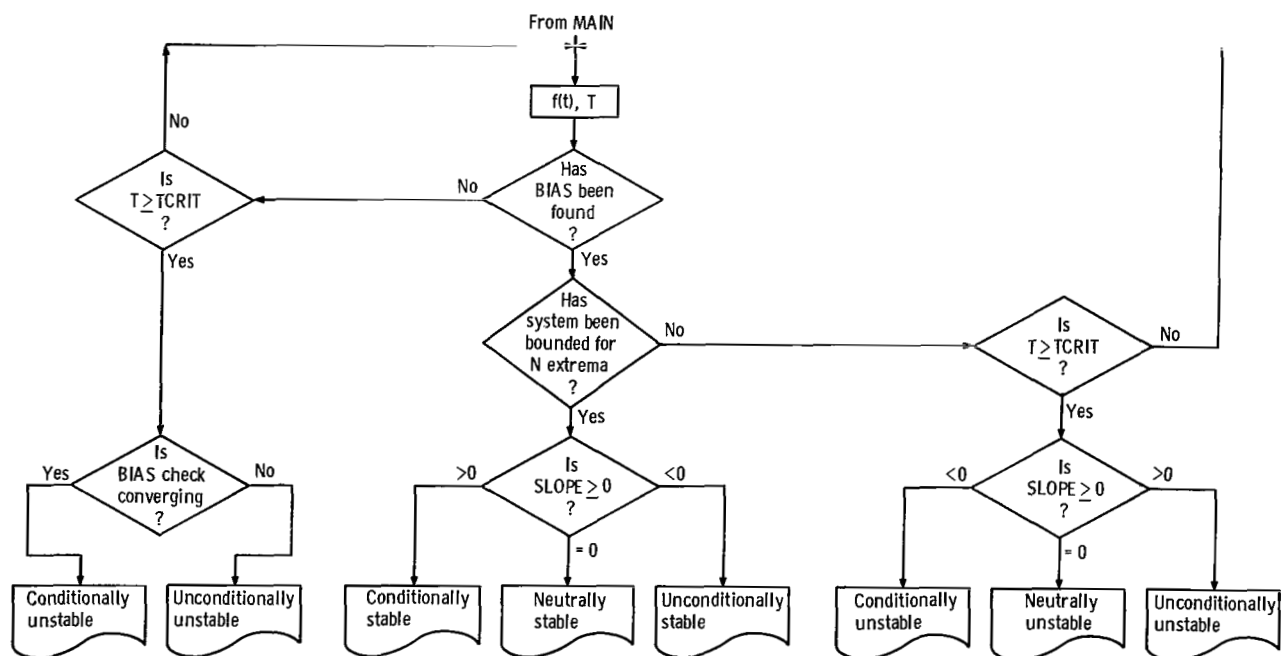 From MAIN
f(t), T
No
Is
T ≥ TCRIT
?
Yes
No
Has
BIAS been
found
?
Yes
Has
system been
bounded for
N extrema
?
No
Yes
Is
T ≥ TCRIT
?
No
Yes
Is
BIAS check
converging
?
Yes
No
Is
SLOPE ≥ 0
?
>0
<0
= 0
Is
SLOPE ≥ 0
?
<0
>0
= 0
Conditionally
unstable
Unconditionally
unstable
Conditionally
stable
Neutrally
stable
Unconditionally
stable
Conditionally
unstable
Neutrally
unstable
Unconditionally
unstable